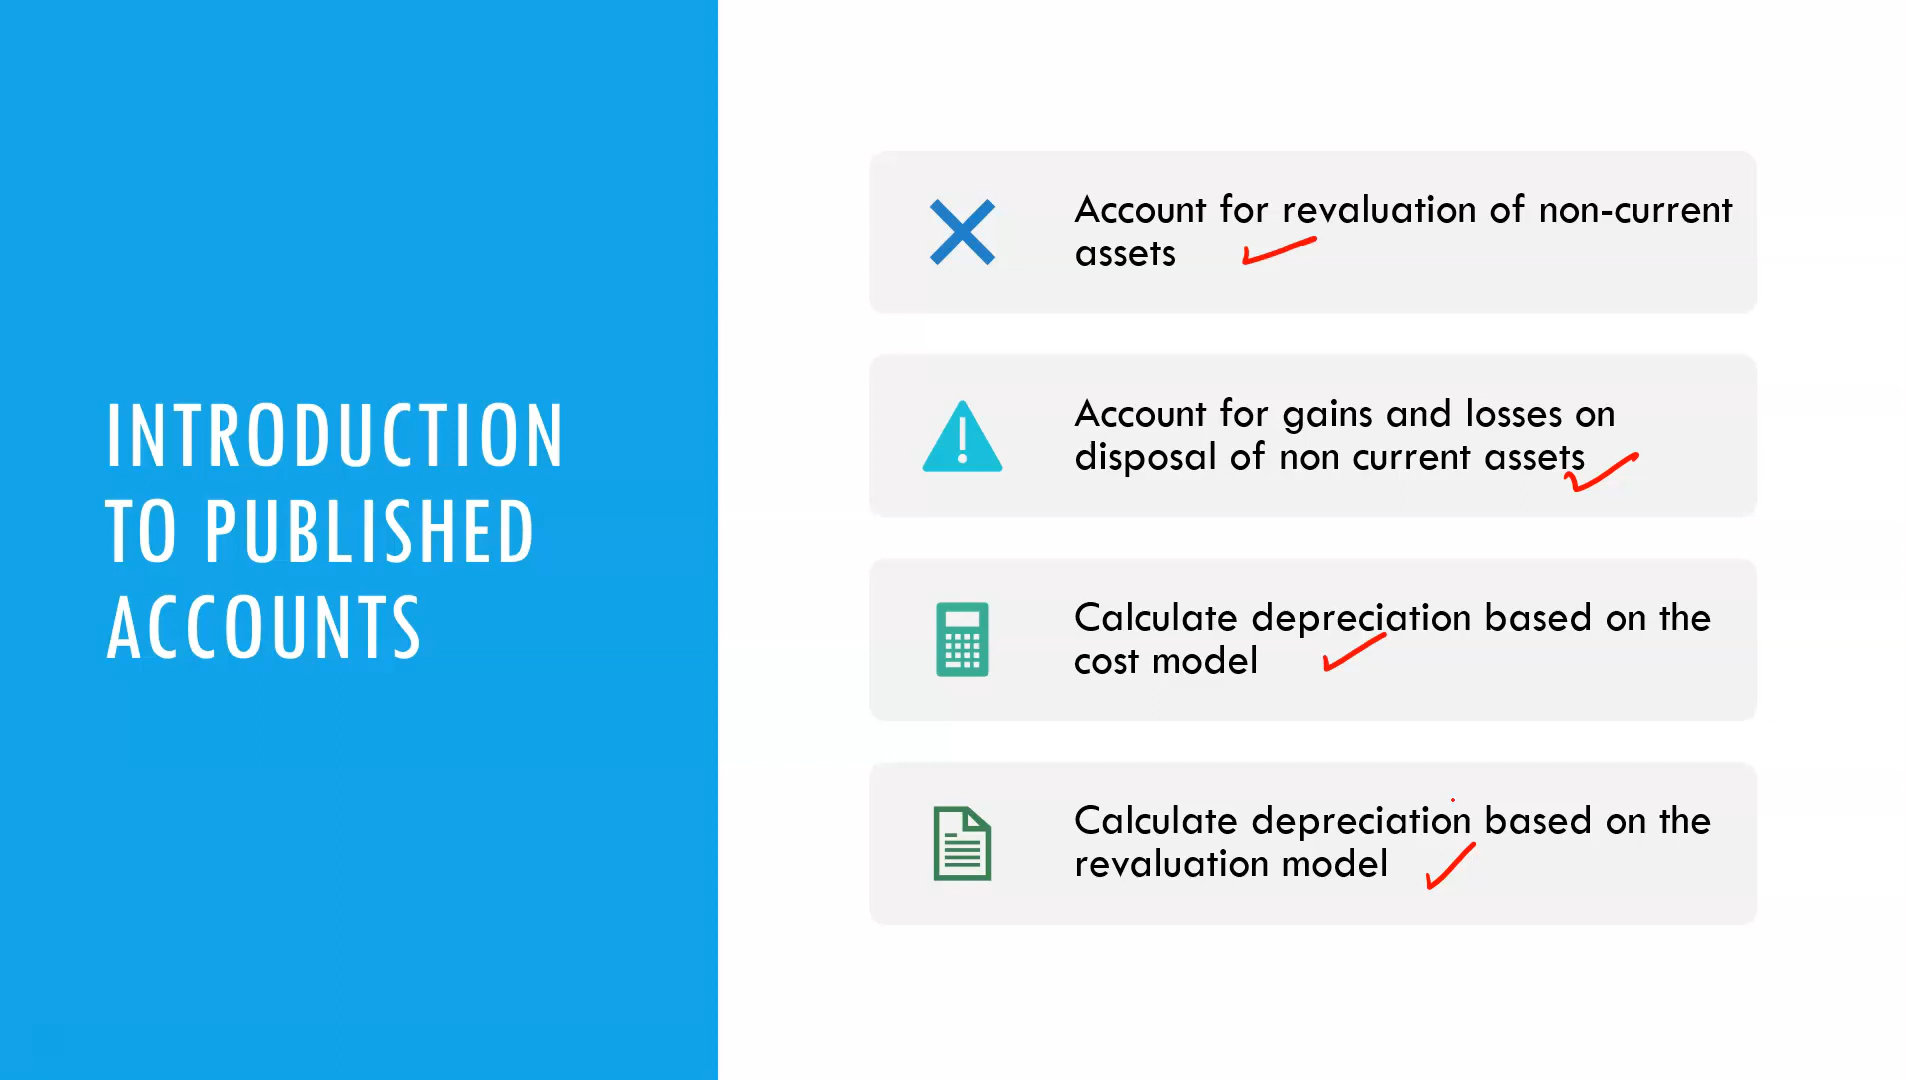 INTRODUCTION
TO PUBLISHED
ACCOUNTS
Account for revaluation of non-current
assets
Account for gains and losses on
disposal of non current assets
Calculate depreciation based on the
cost model
Calculate depreciation based on the
revaluation model